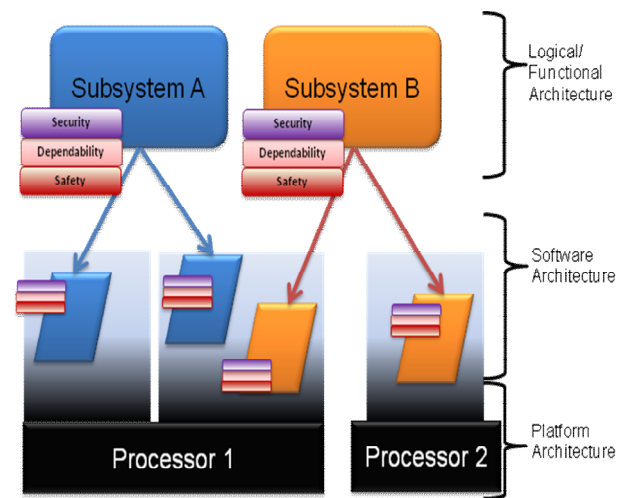 Subsystem A
Security
Dependability
Safety
Subsystem B
Security
Dependability
Safety
Logical/
Functional
Architecture
Software
Architecture
Processor 1
Processor 2
Platform
Architecture